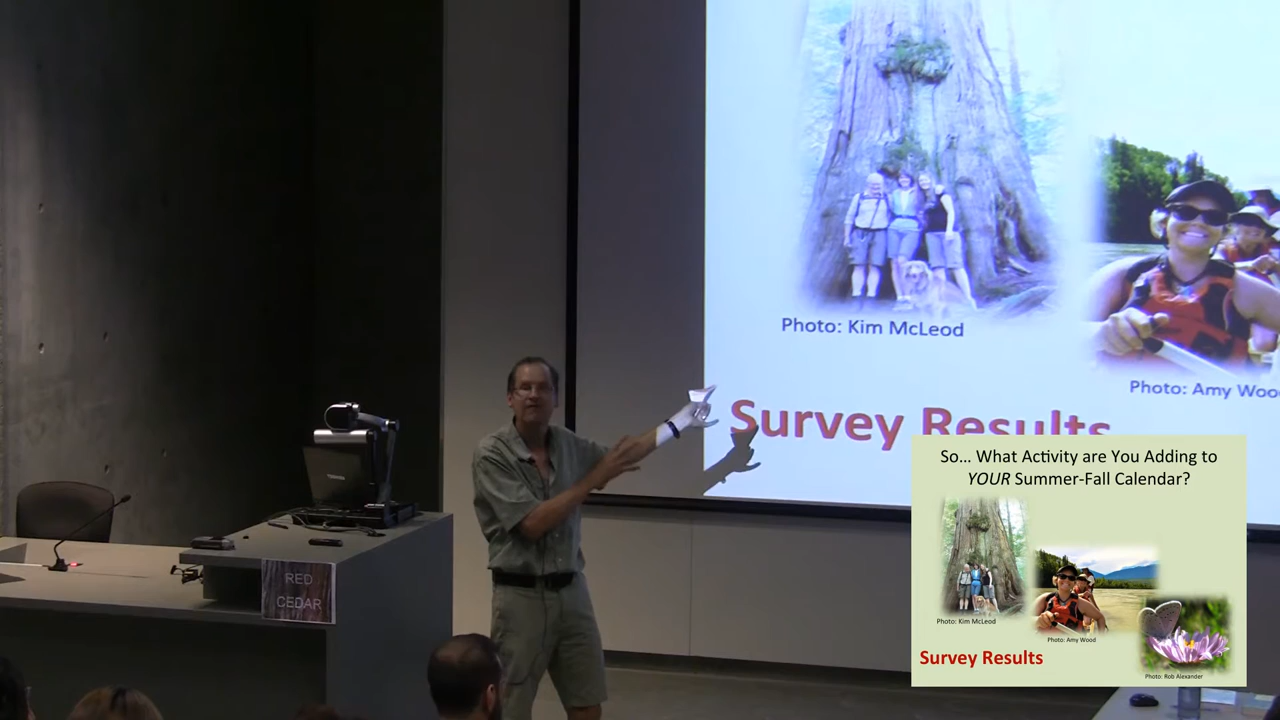 Photo: Kim McLeod
Photo: Amy Woo
Survey Results
RED
CEDAR
So... What Activity are You Adding to
YOUR Summer-Fall Calendar?
Photo: Kim McLeod
Photo: Amy Wood
Survey Results
Photo: Rob Alexander